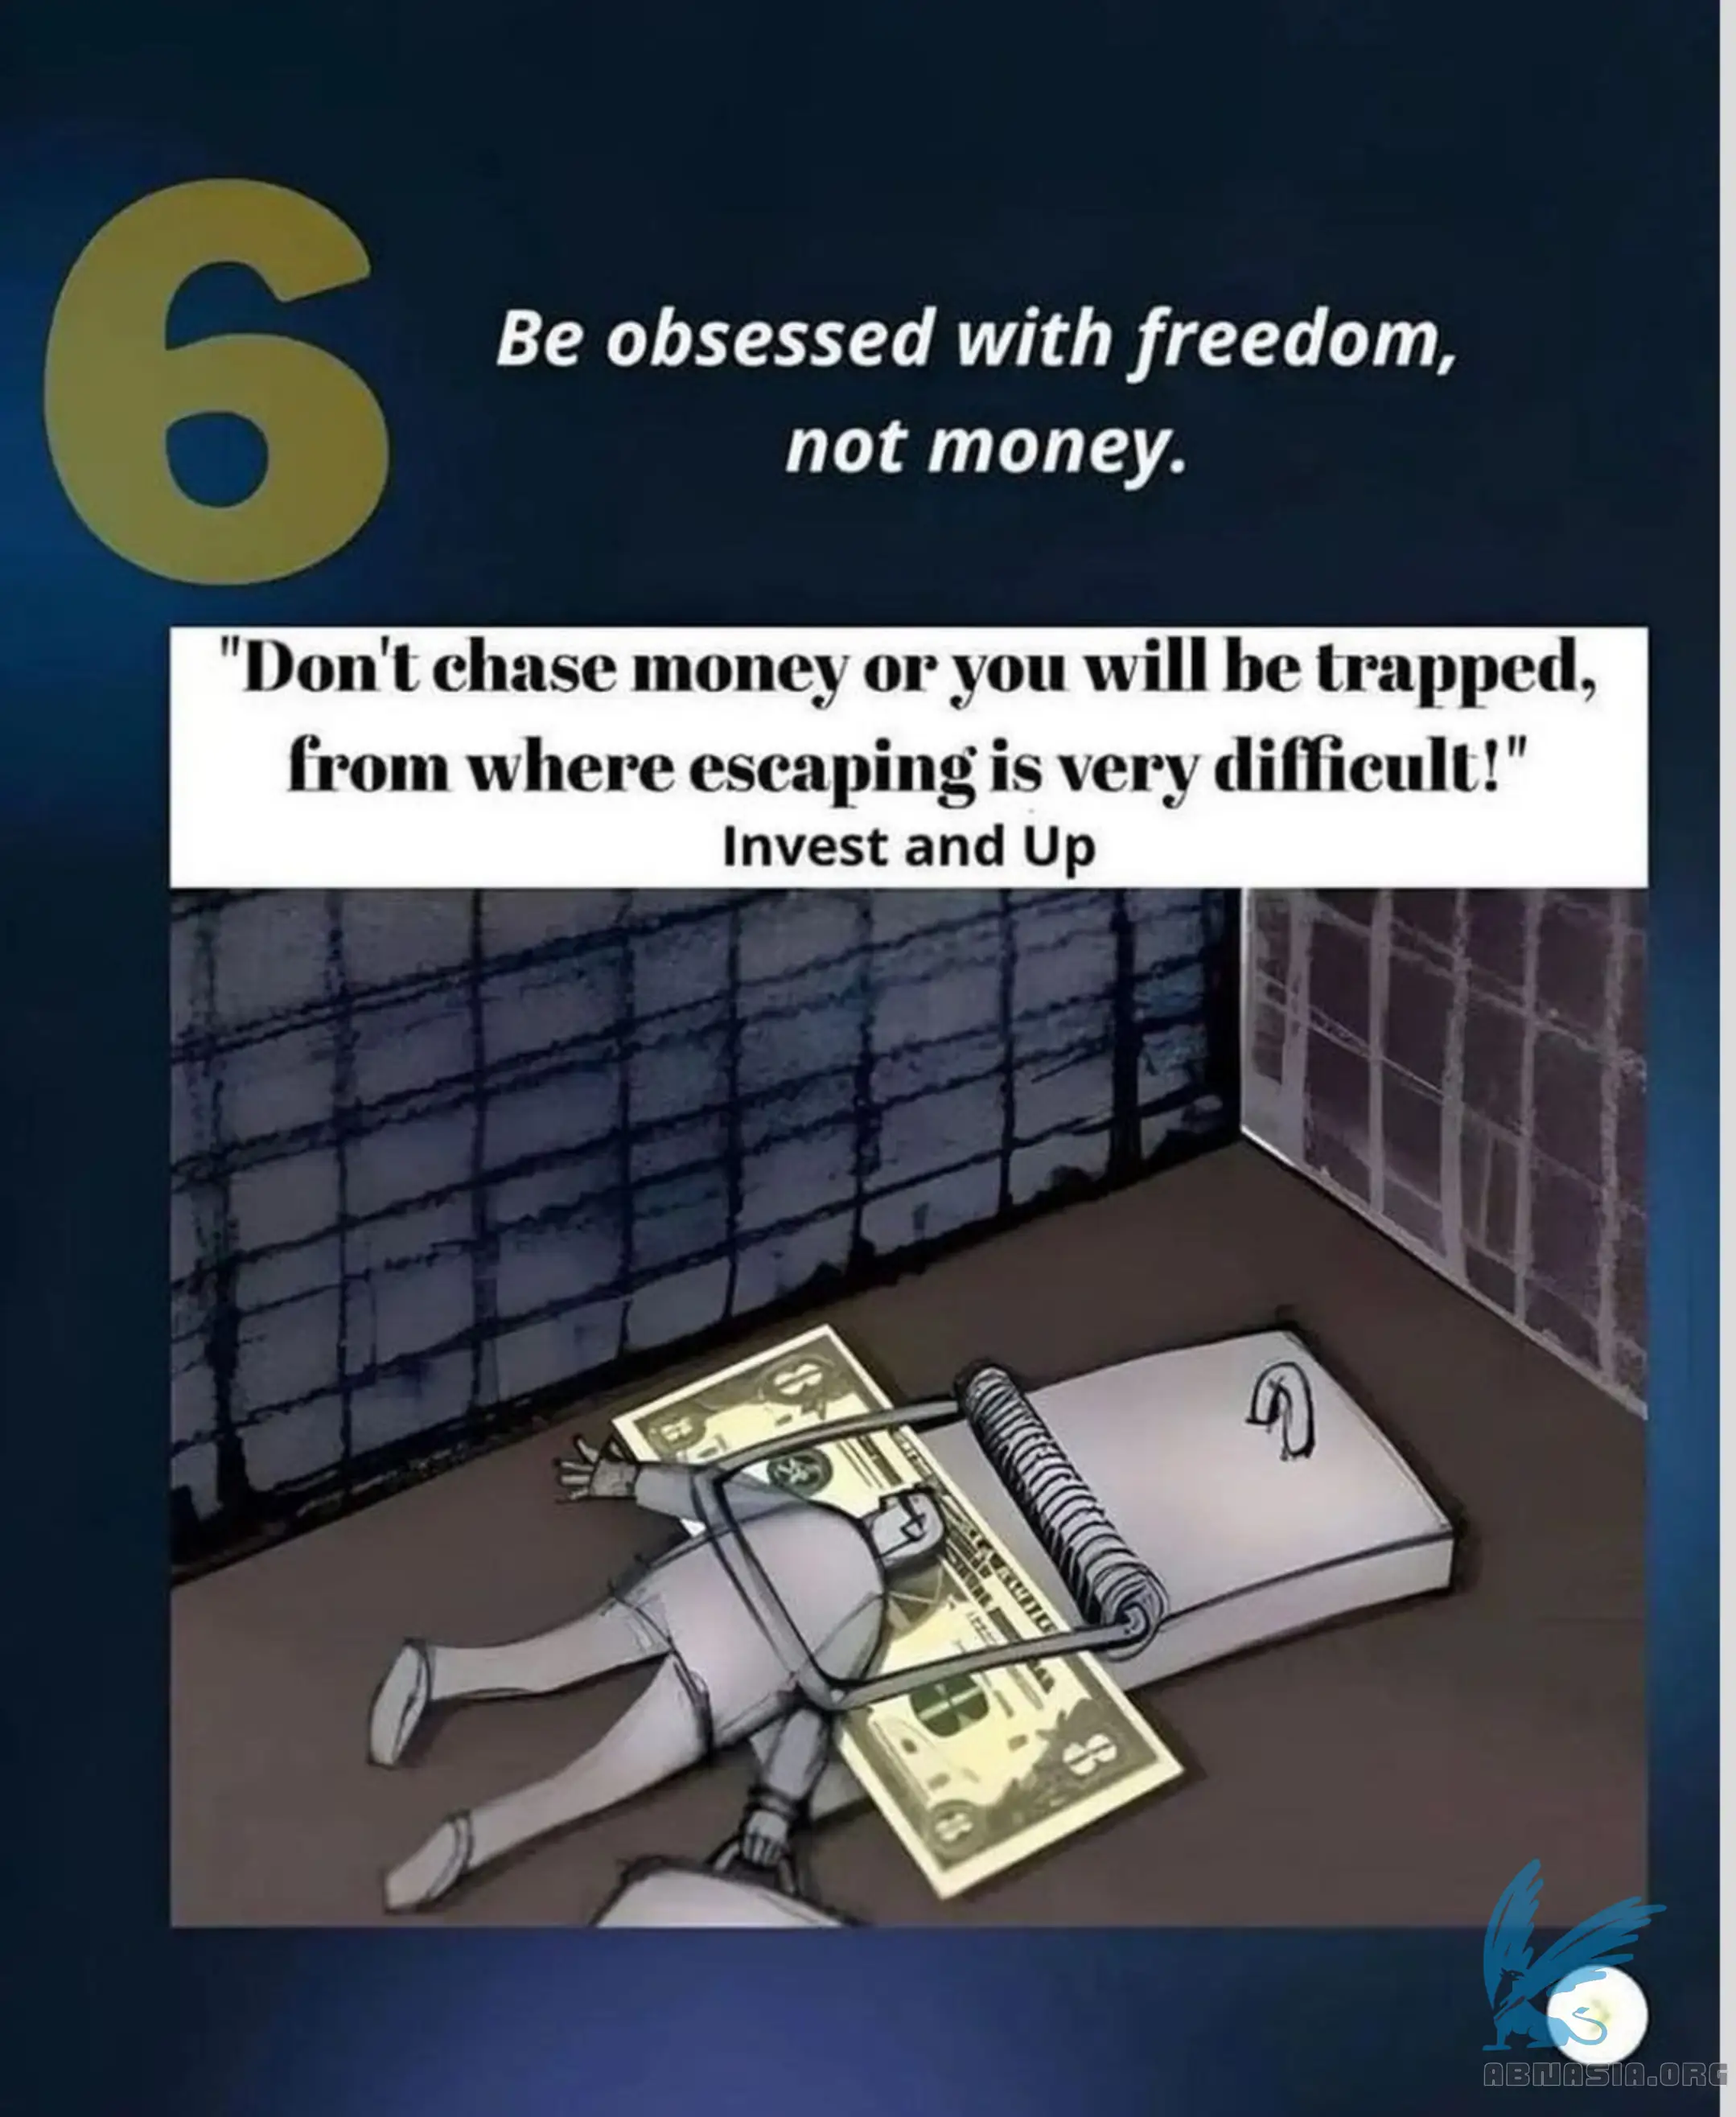 6
Be obsessed with freedom,
not money.
"Don't chase money or you will be trapped,
from where escaping is very difficult!"
Invest and Up
ABNASIA.ORG